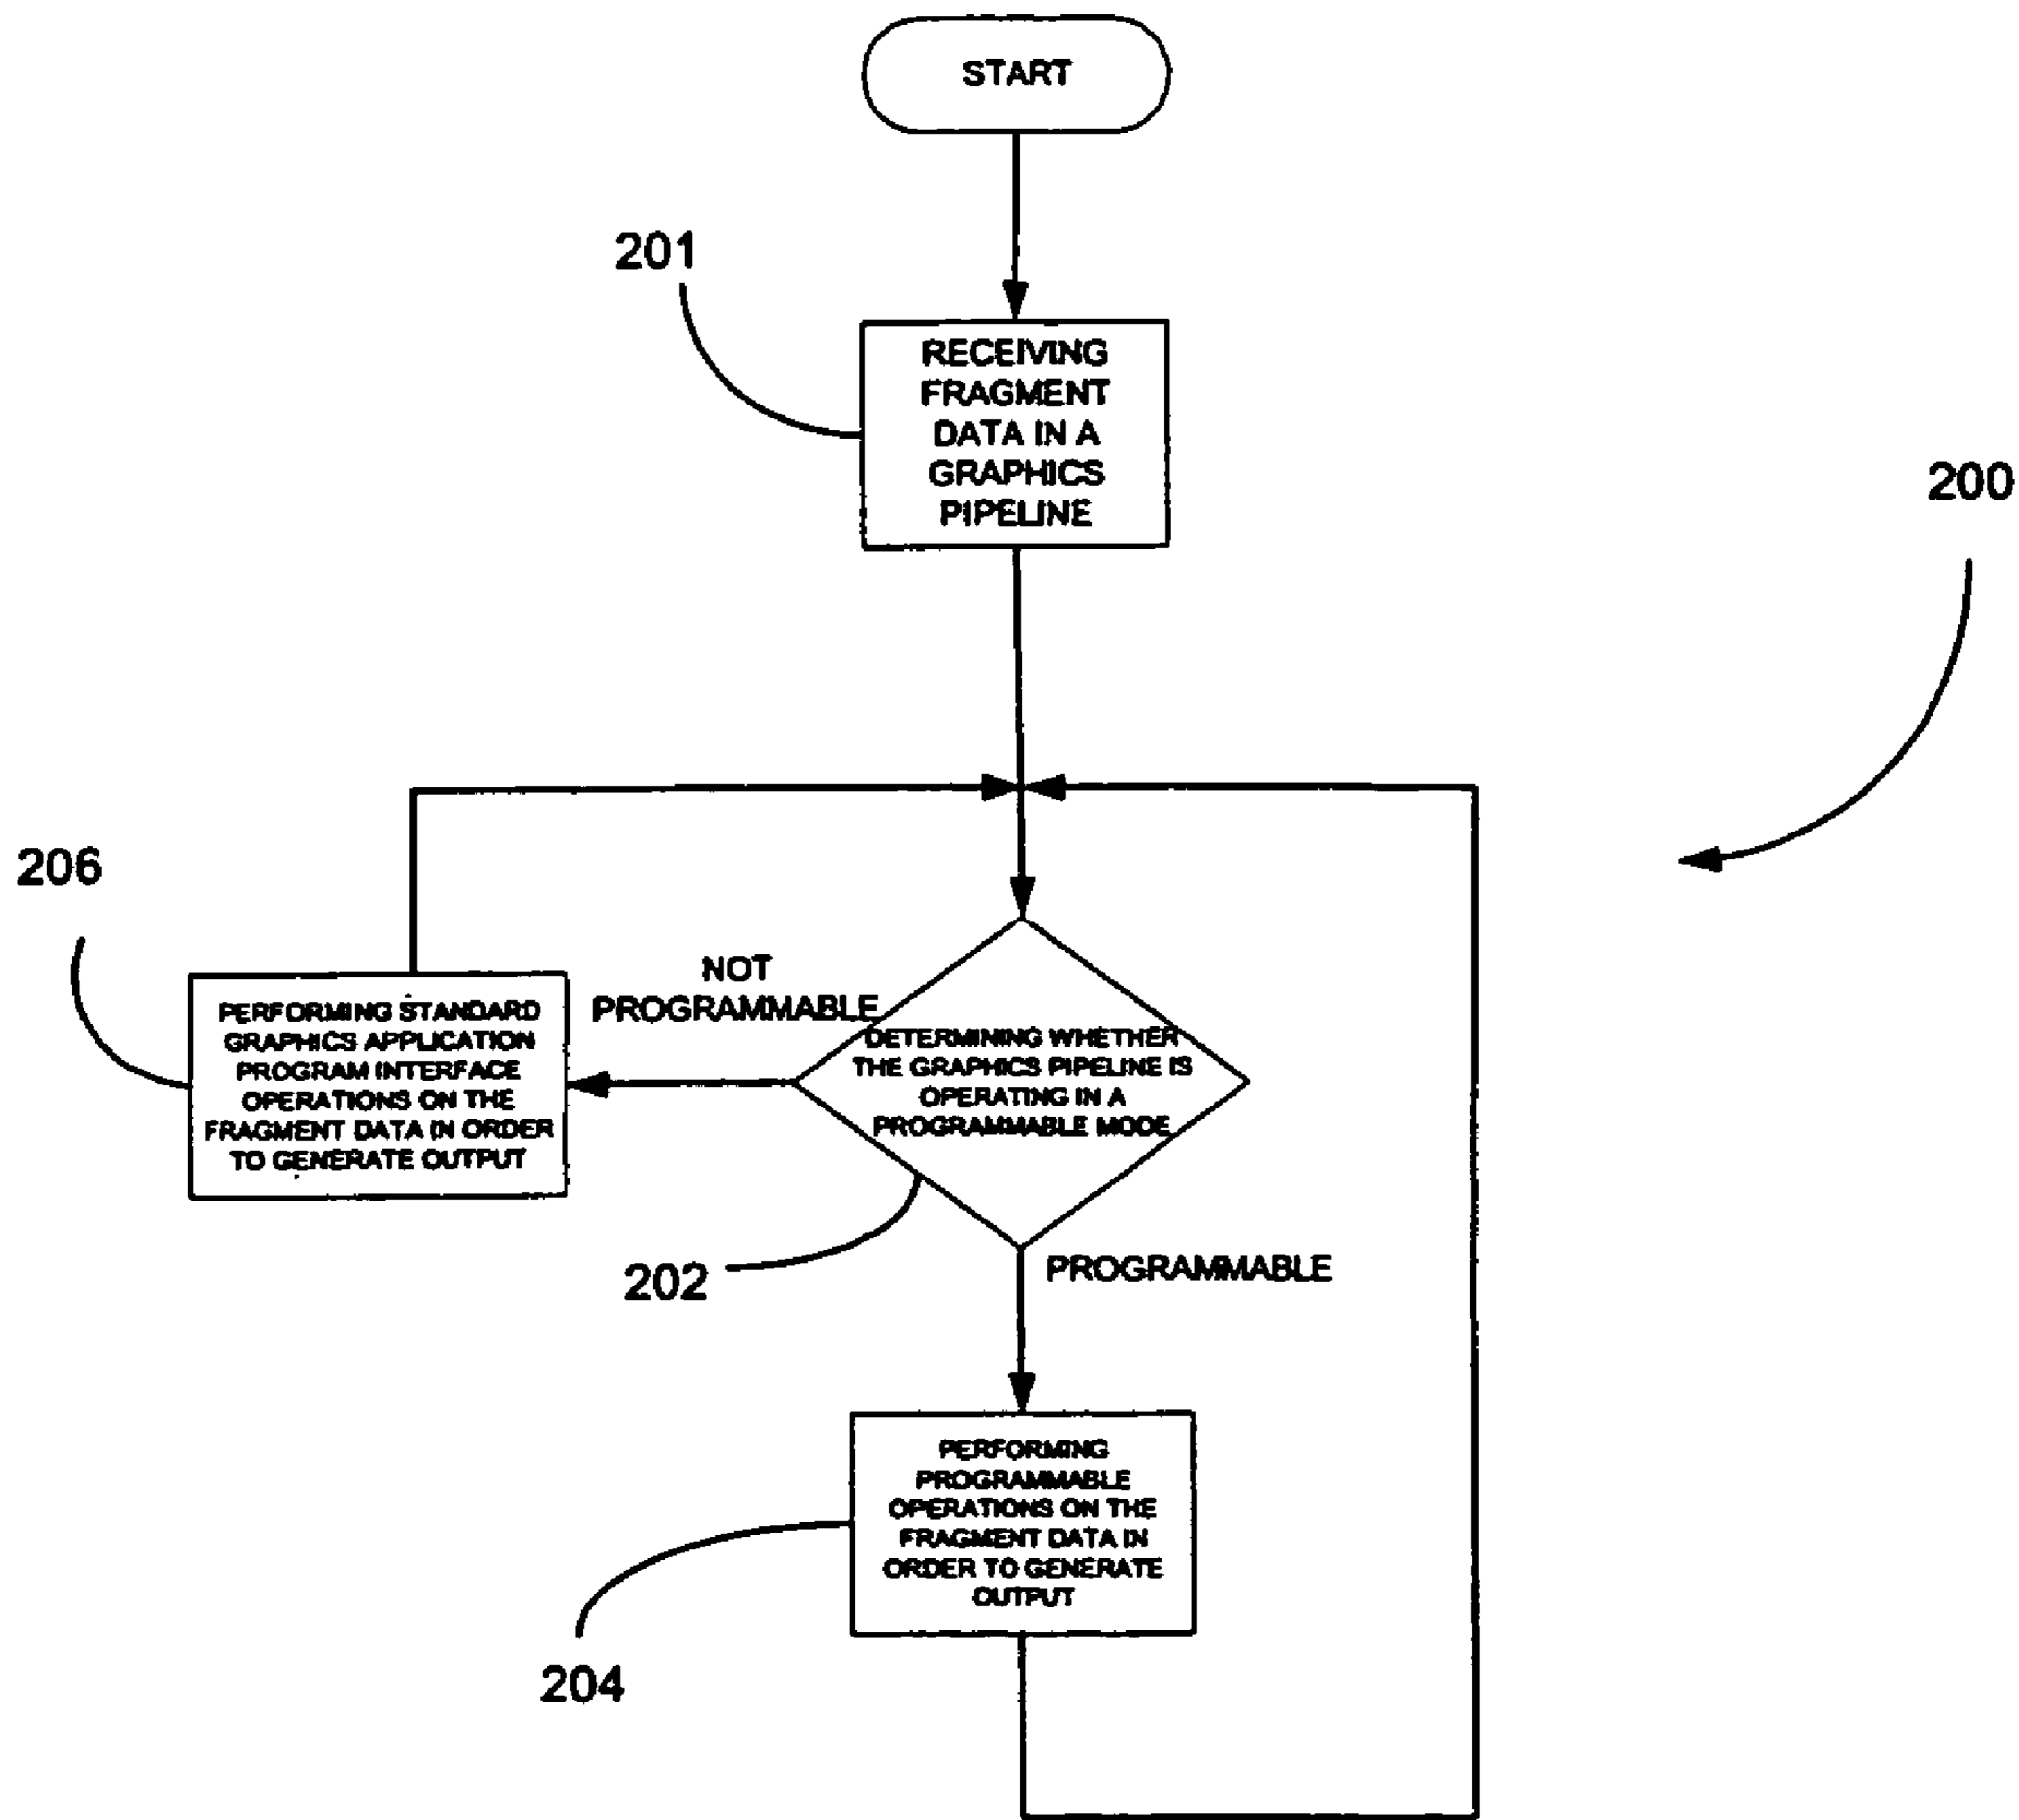 START
201
RECEIVING
FRAGMENT
DATA IN A
GRAPHICS
PIPELINE
200
206
NOT
PROGRAMMABLE
PERFORMING STANDARD
GRAPHICS APPLICATION
PROGRAM INTERFACE
OPERATIONS ON THE
FRAGMENT DATA IN ORDER
TO GENERATE OUTPUT
DETERMINING WHETHER
THE GRAPHICS PIPELINE IS
OPERATING IN A
PROGRAMMABLE MODE
202
PROGRAMMABLE
PERFORMING
PROGRAMMABLE
OPERATIONS ON THE
FRAGMENT DATA IN
ORDER TO GENERATE
OUTPUT
204